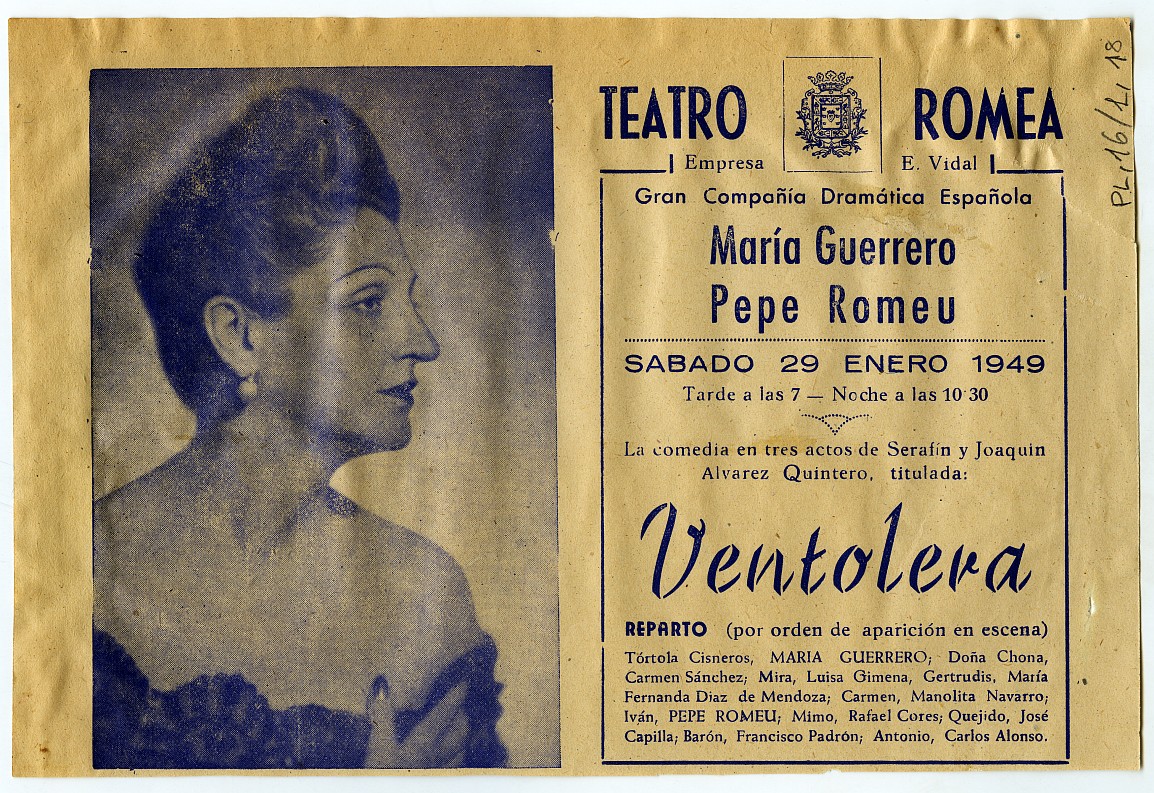 TEATRO ROMEA
Empresa E. Vidal
Gran Compañía Dramática Española
María Guerrero
Pepe Romeu
SABADO 29 ENERO 1949
Tarde a las 7 — Noche a las 10'30
La comedia en tres actos de Serafín y Joaquin
Alvarez Quintero, titulada:
Ventolera
REPARTO (por orden de aparición en escena)
Tórtola Cisneros, MARIA GUERRERO; Doña Chona,
Carmen Sánchez; Mira, Luisa Gimena, Gertrudis, María
Fernanda Diaz de Mendoza; Carmen, Manolita Navarro;
Iván, PEPE ROMEU; Mimo, Rafael Cores; Quejido, José
Capilla; Barón, Francisco Padrón; Antonio, Carlos Alonso.
PL, 16/1, 18